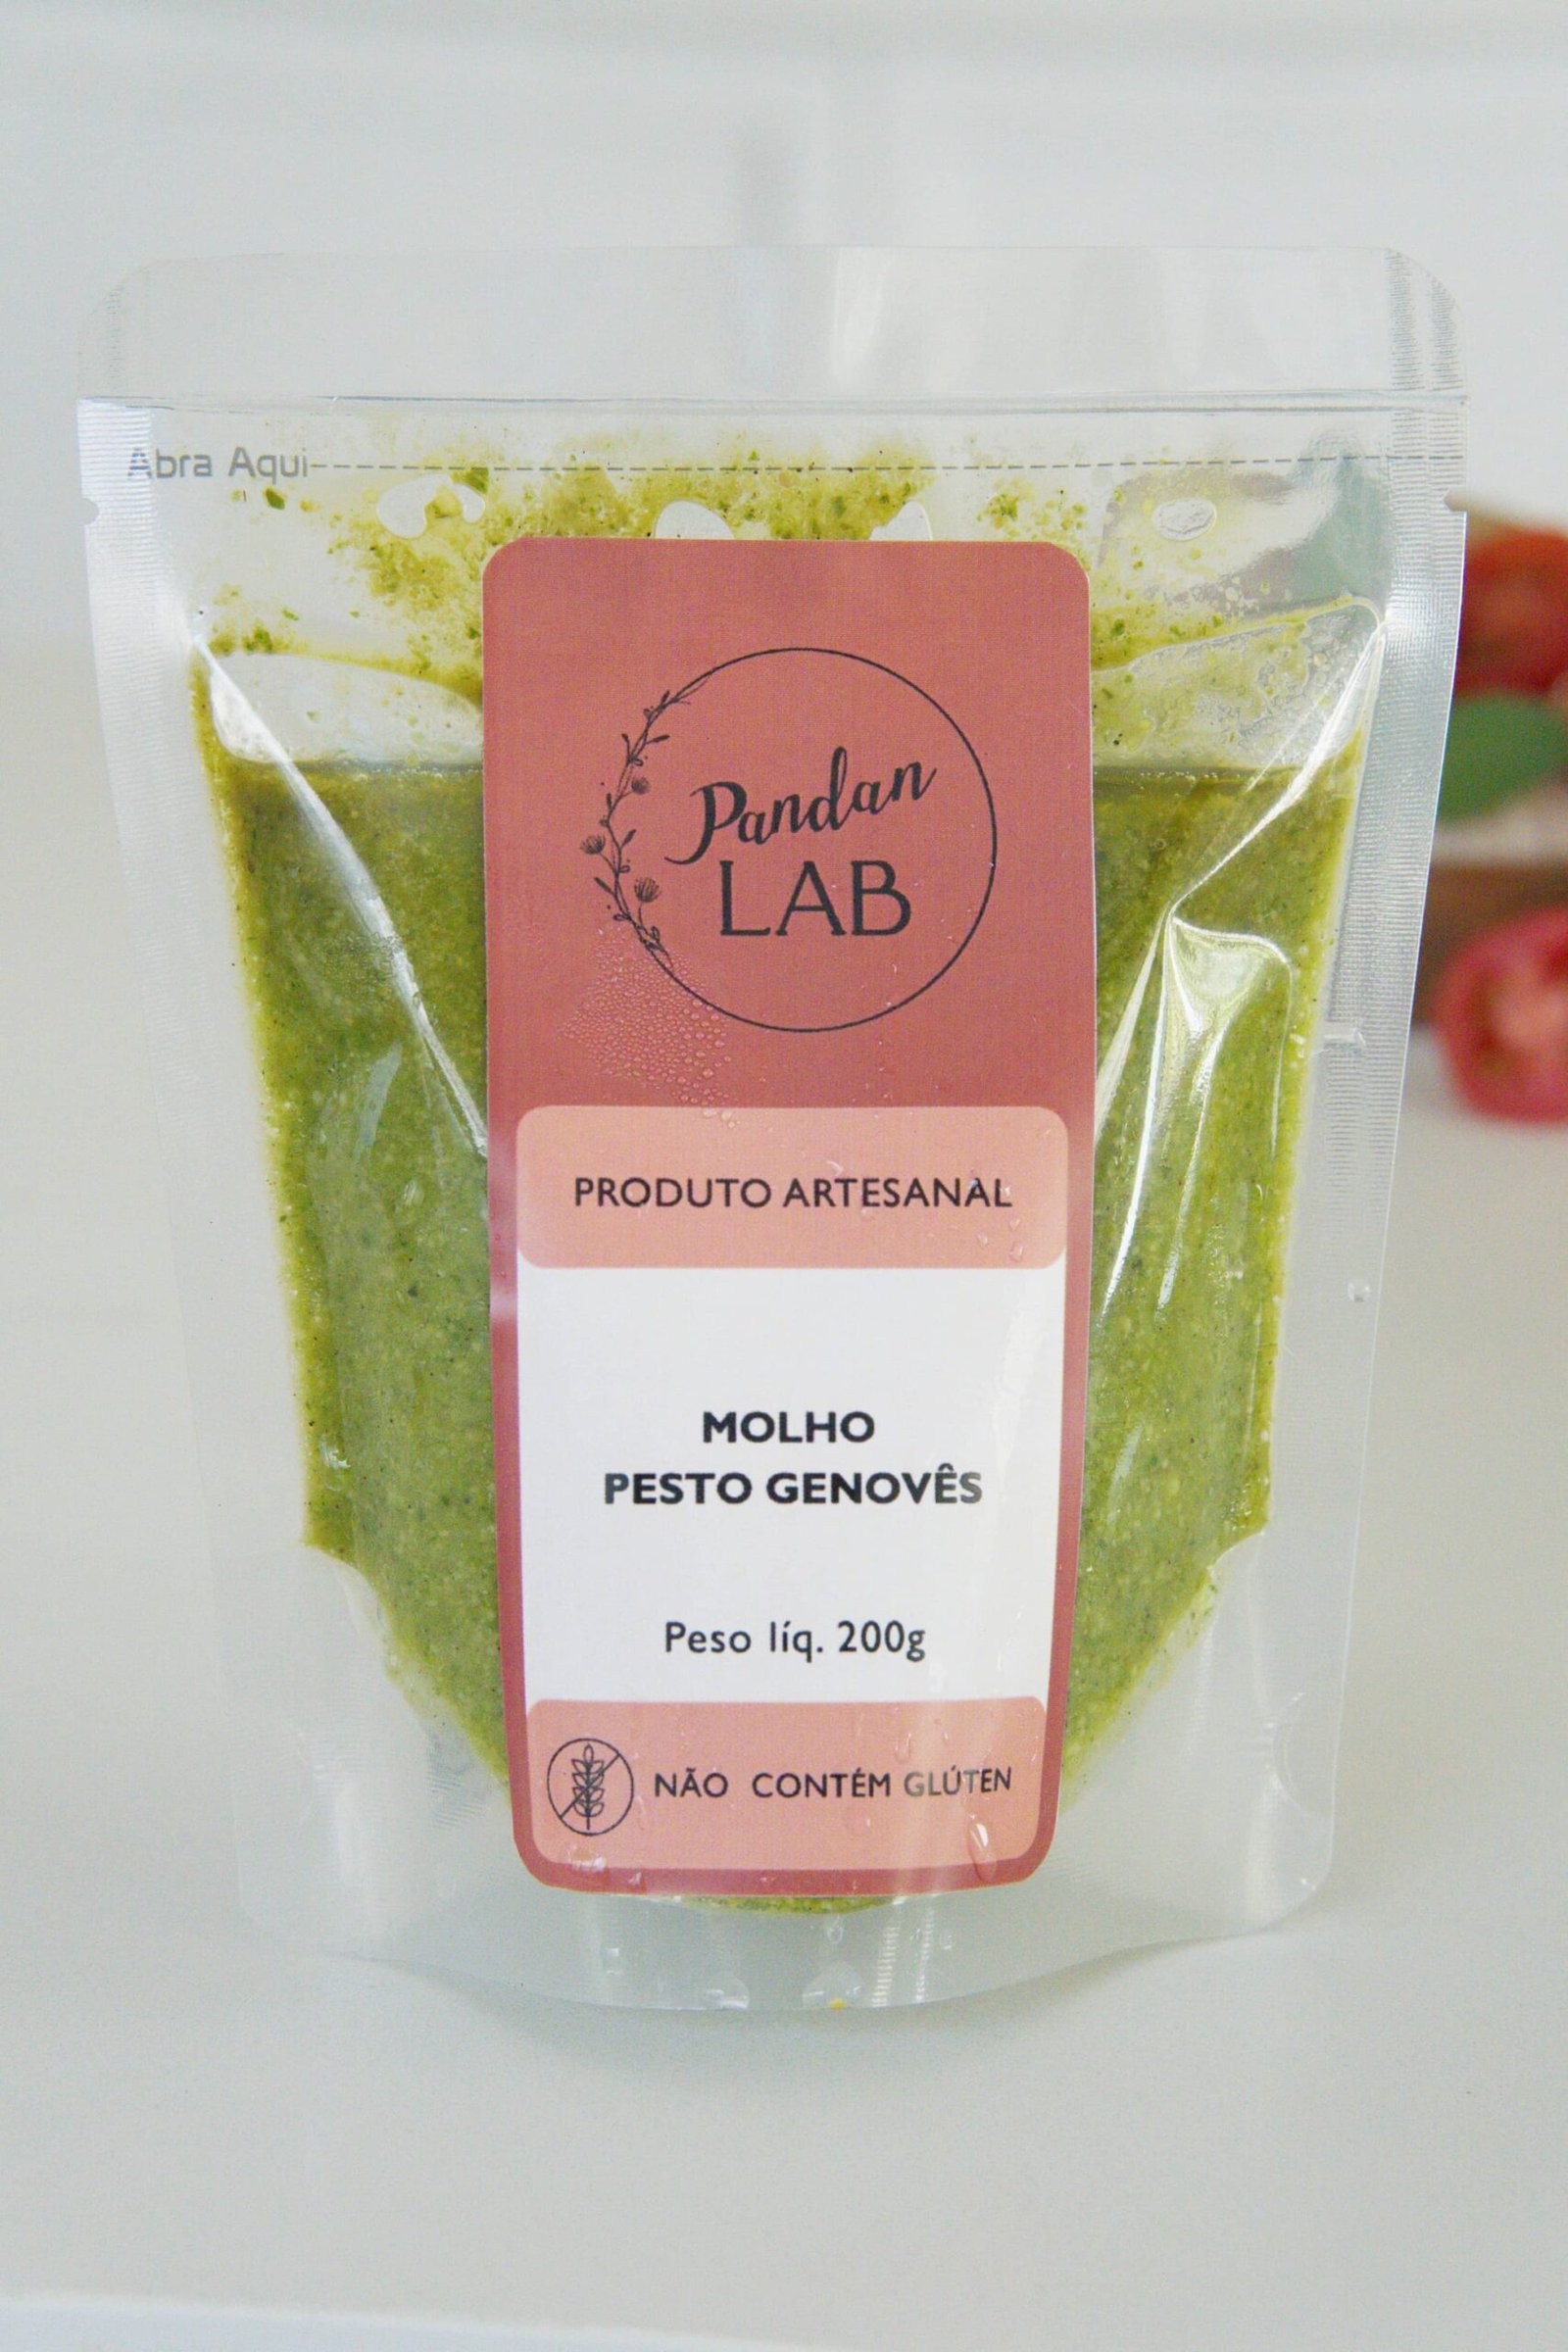 Abra Aqui
Pandan
LAB
PRODUTO ARTESANAL
MOLHO
PESTO GENOVÊS
Peso líq. 200g
NÃO CONTÉM GLÚTEN